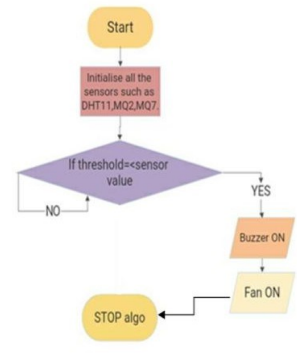 Start
Initialise all the
sensors such as
DHT11,MQ2,MQ7.
If threshold=<sensor
value
NO
YES
Buzzer ON
Fan ON
STOP algo